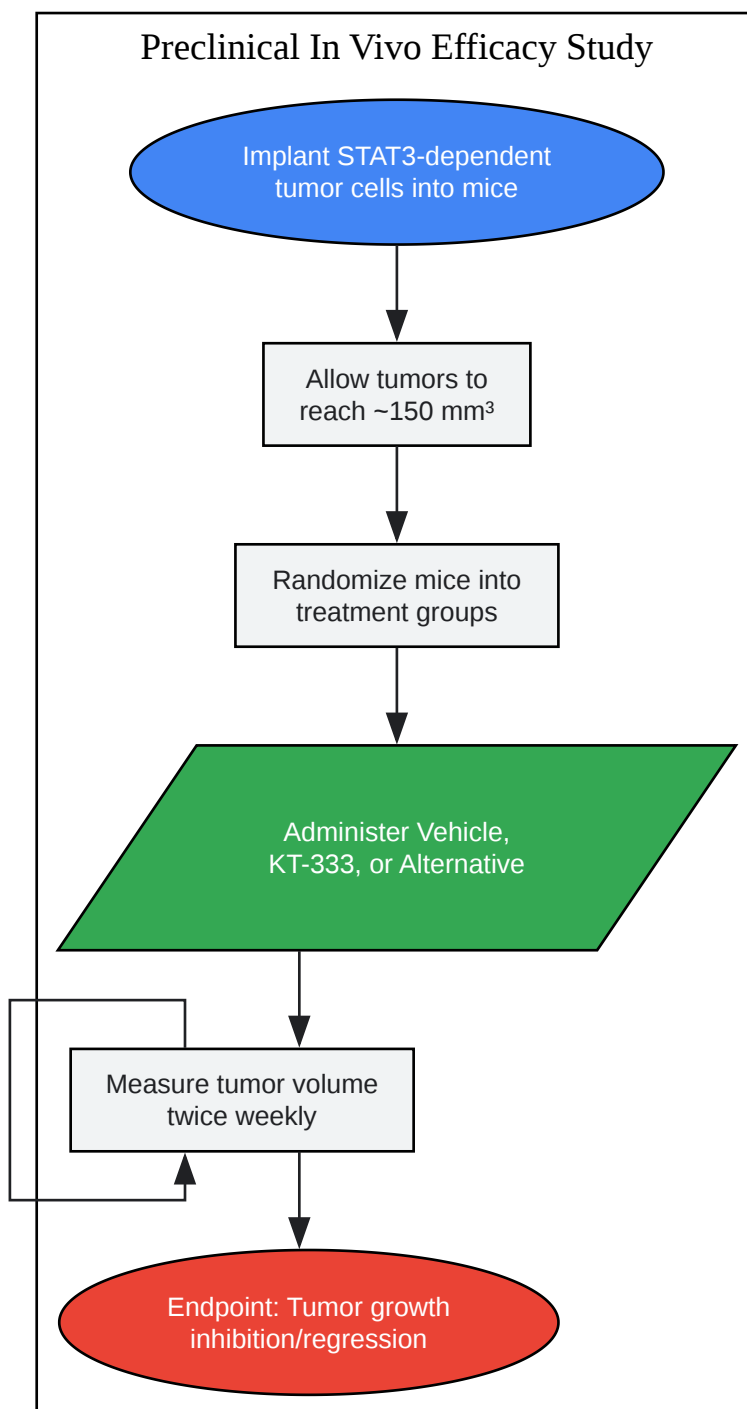 Preclinical In Vivo Efficacy Study
Implant STAT3-dependent
tumor cells into mice
Allow tumors to
reach ~150 mm³
Randomize mice into
treatment groups
Administer Vehicle,
KT-333, or Alternative
Measure tumor volume
twice weekly
Endpoint: Tumor growth
inhibition/regression